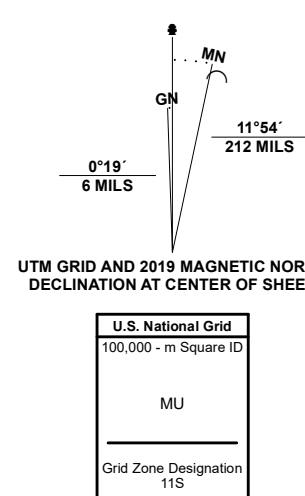 MN
GN
11°54´
212 MILS
0°19´
6 MILS
UTM GRID AND 2019 MAGNETIC NOR
DECLINATION AT CENTER OF SHEE
U.S. National Grid
100,000 - m Square ID
MU
Grid Zone Designation
11S